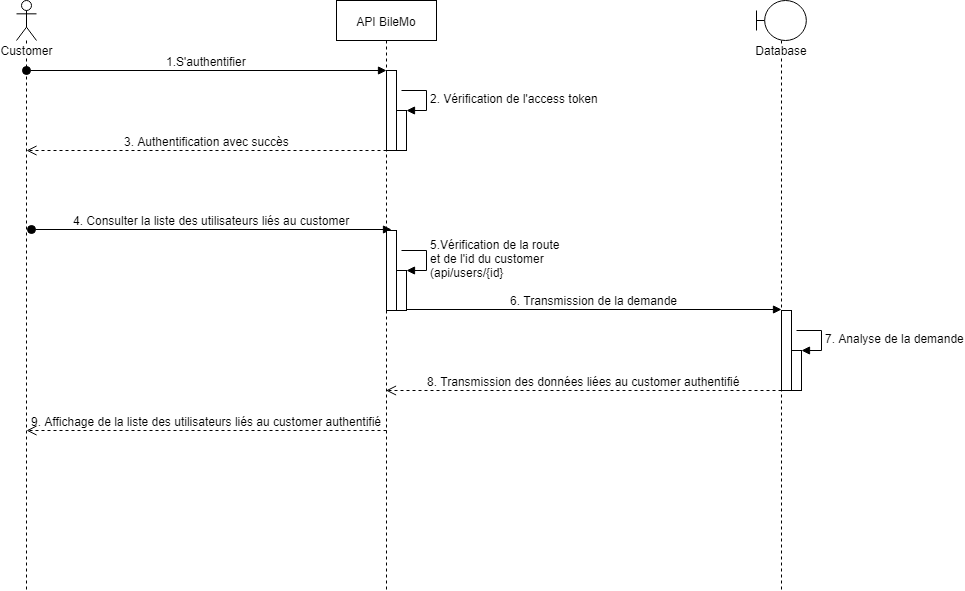 API BileMo
Customer
Database
1.S'authentifier
2. Vérification de l'access token
3. Authentification avec succès
4. Consulter la liste des utilisateurs liés au customer
5.Vérification de la route
et de l'id du customer
(api/users/{id}
6. Transmission de la demande
7. Analyse de la demande
8. Transmission des données liées au customer authentifié
9. Affichage de la liste des utilisateurs liés au customer authentifié